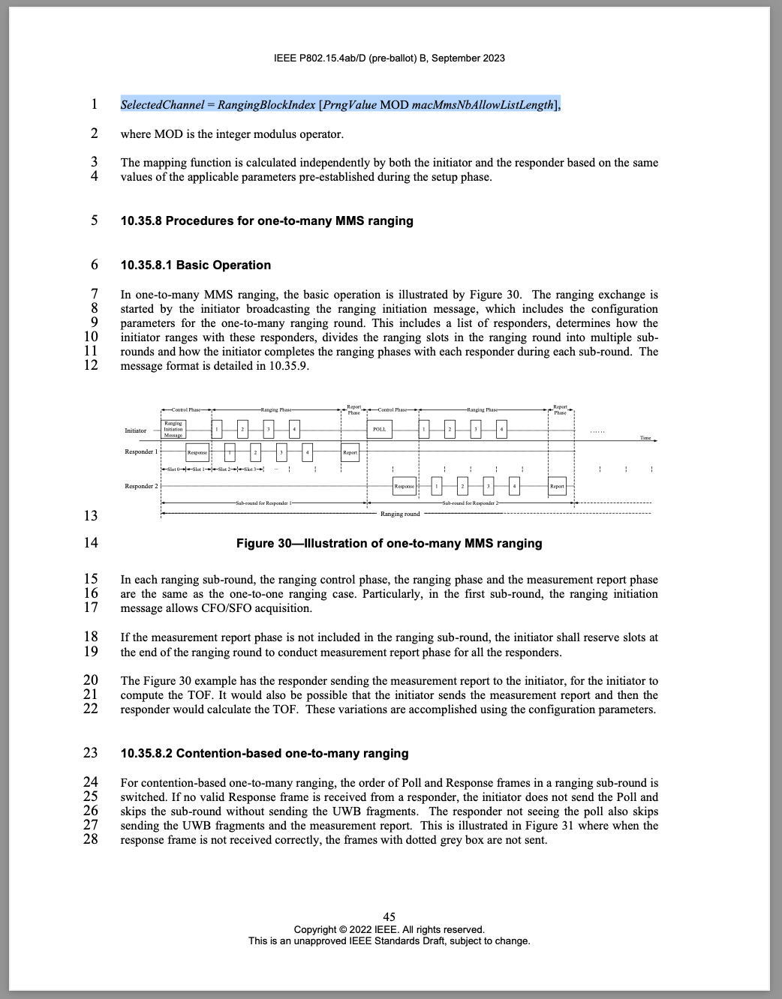 IEEE P802.15.4ab/D (pre-ballot) B, September 2023
1 SelectedChannel = RangingBlockIndex [PrngValue MOD macMmsNbAllowListLength],
2 where MOD is the integer modulus operator.
3 The mapping function is calculated independently by both the initiator and the responder based on the same
4 values of the applicable parameters pre-established during the setup phase.
5 10.35.8 Procedures for one-to-many MMS ranging
6 10.35.8.1 Basic Operation
7 In one-to-many MMS ranging, the basic operation is illustrated by Figure 30. The ranging exchange is
8 started by the initiator broadcasting the ranging initiation message, which includes the configuration
9 parameters for the one-to-many ranging round. This includes a list of responders, determines how the
10 initiator ranges with these responders, divides the ranging slots in the ranging round into multiple sub-
11 rounds and how the initiator completes the ranging phases with each responder during each sub-round. The
12 message format is detailed in 10.35.9.
Control Phase Ranging Phase Report Phase Control Phase Ranging Phase Report Phase
Initiator Ranging Initiation Message 1 2 3 4 POLL 1 2 3 4 ......
Time
Responder 1 Response 1 2 3 4 Report
Slot 0 Slot 1 Slot 2 Slot 3 ...
Responder 2 Response 1 2 3 4 Report
Sub-round for Responder 1 Sub-round for Responder 2
13 Ranging round
14 Figure 30—Illustration of one-to-many MMS ranging
15 In each ranging sub-round, the ranging control phase, the ranging phase and the measurement report phase
16 are the same as the one-to-one ranging case. Particularly, in the first sub-round, the ranging initiation
17 message allows CFO/SFO acquisition.
18 If the measurement report phase is not included in the ranging sub-round, the initiator shall reserve slots at
19 the end of the ranging round to conduct measurement report phase for all the responders.
20 The Figure 30 example has the responder sending the measurement report to the initiator, for the initiator to
21 compute the TOF. It would also be possible that the initiator sends the measurement report and then the
22 responder would calculate the TOF. These variations are accomplished using the configuration parameters.
23 10.35.8.2 Contention-based one-to-many ranging
24 For contention-based one-to-many ranging, the order of Poll and Response frames in a ranging sub-round is
25 switched. If no valid Response frame is received from a responder, the initiator does not send the Poll and
26 skips the sub-round without sending the UWB fragments. The responder not seeing the poll also skips
27 sending the UWB fragments and the measurement report. This is illustrated in Figure 31 where when the
28 response frame is not received correctly, the frames with dotted grey box are not sent.
45
Copyright © 2022 IEEE. All rights reserved.
This is an unapproved IEEE Standards Draft, subject to change.